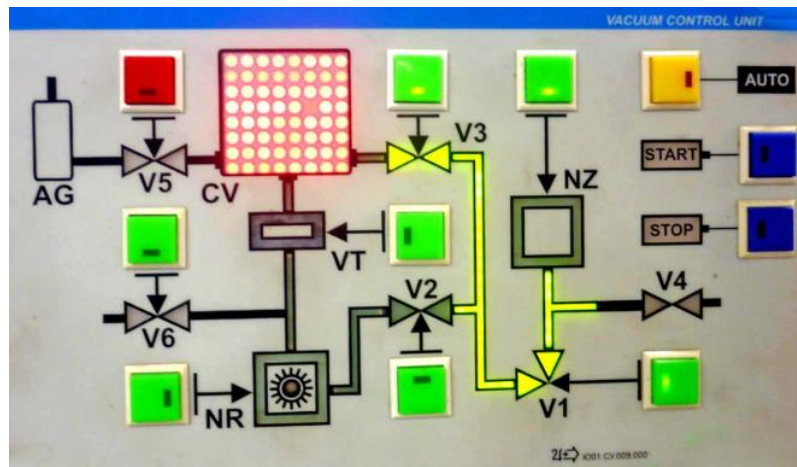 VACUUM CONTROL UNIT
AUTO
V3
START
V5
CV
AG
NZ
STOP
VT
V2
V4
V6
NR
V1